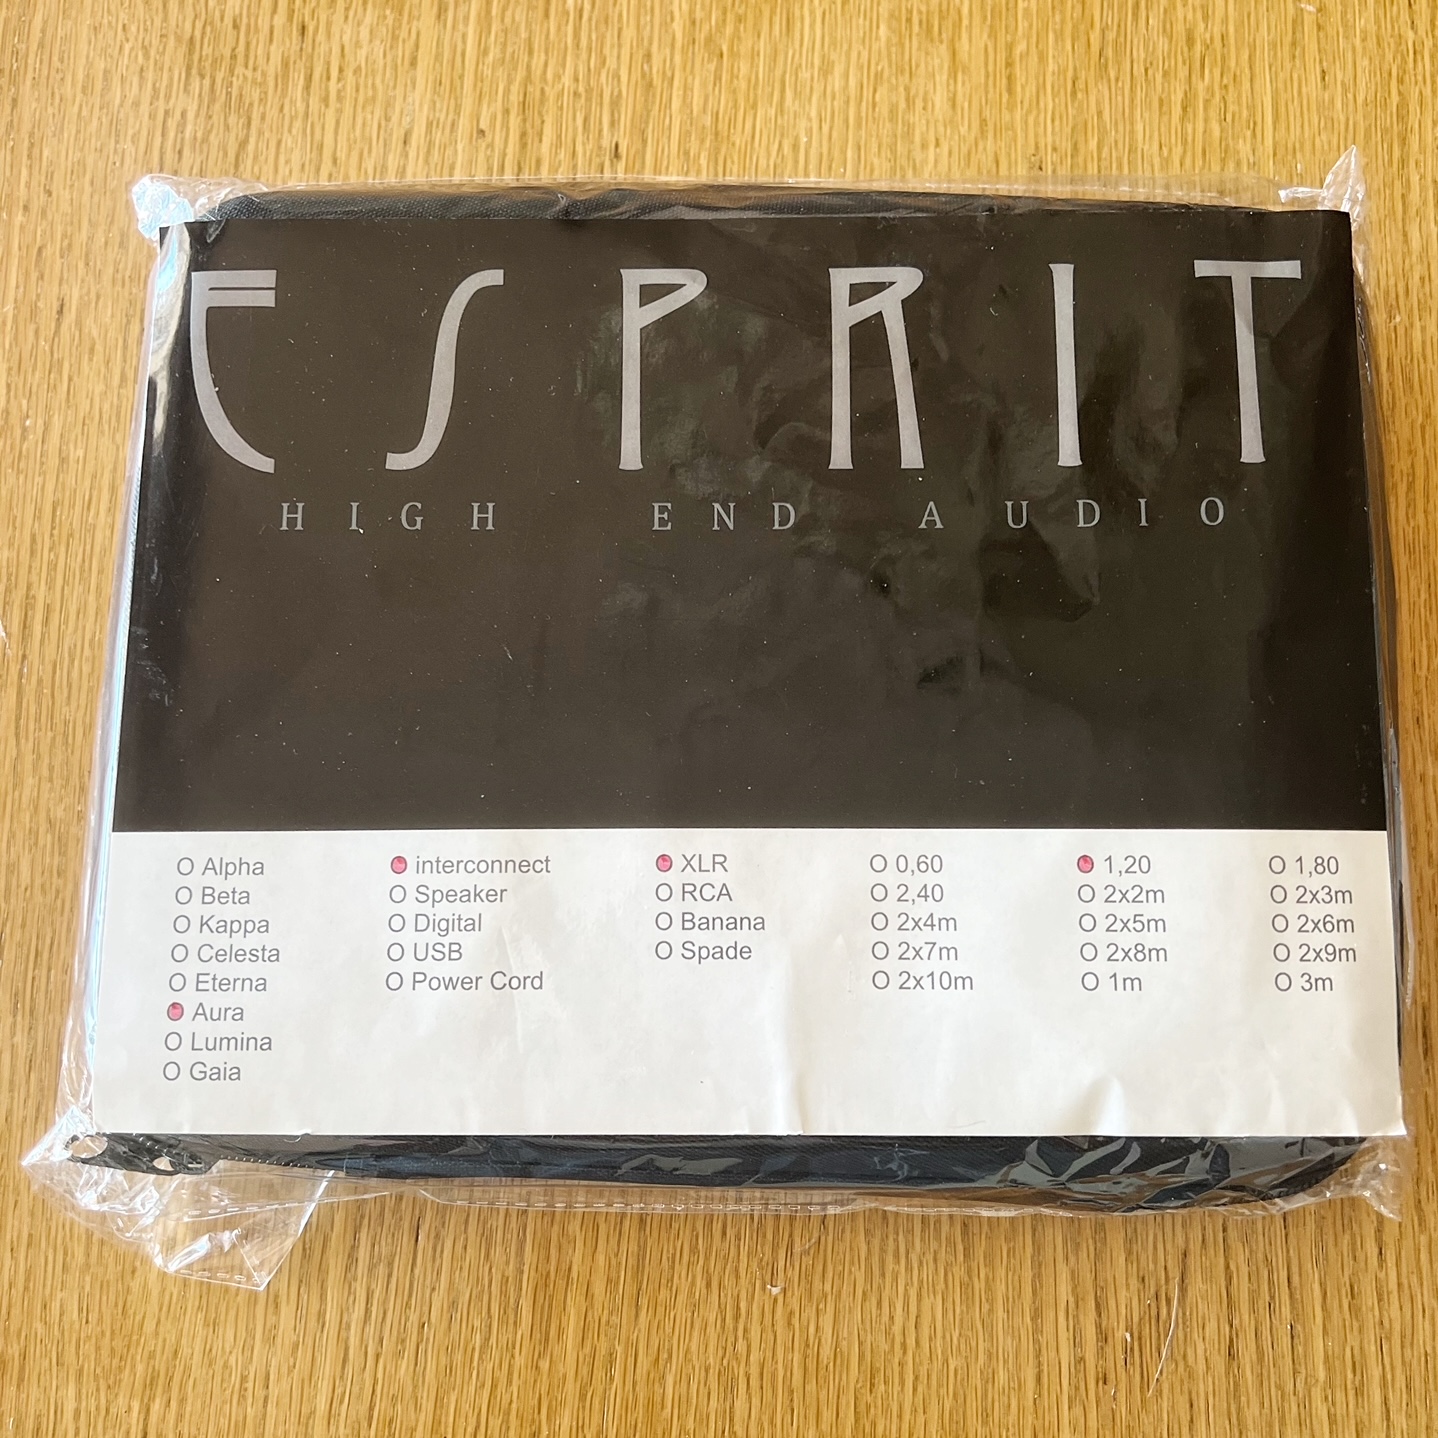 ESPRIT
HIGH END AUDIO
O Alpha
O Beta
O Kappa
O Celesta
O Eterna
O Aura
O Lumina
O Gaia
O interconnect
O Speaker
O Digital
O USB
O Power Cord
O XLR
O RCA
O Banana
O Spade
O 0,60
O 2,40
O 2x4m
O 2x7m
O 2x10m
O 1,20
O 2x2m
O 2x5m
O 2x8m
O 1m
O 1,80
O 2x3m
O 2x6m
O 2x9m
O 3m